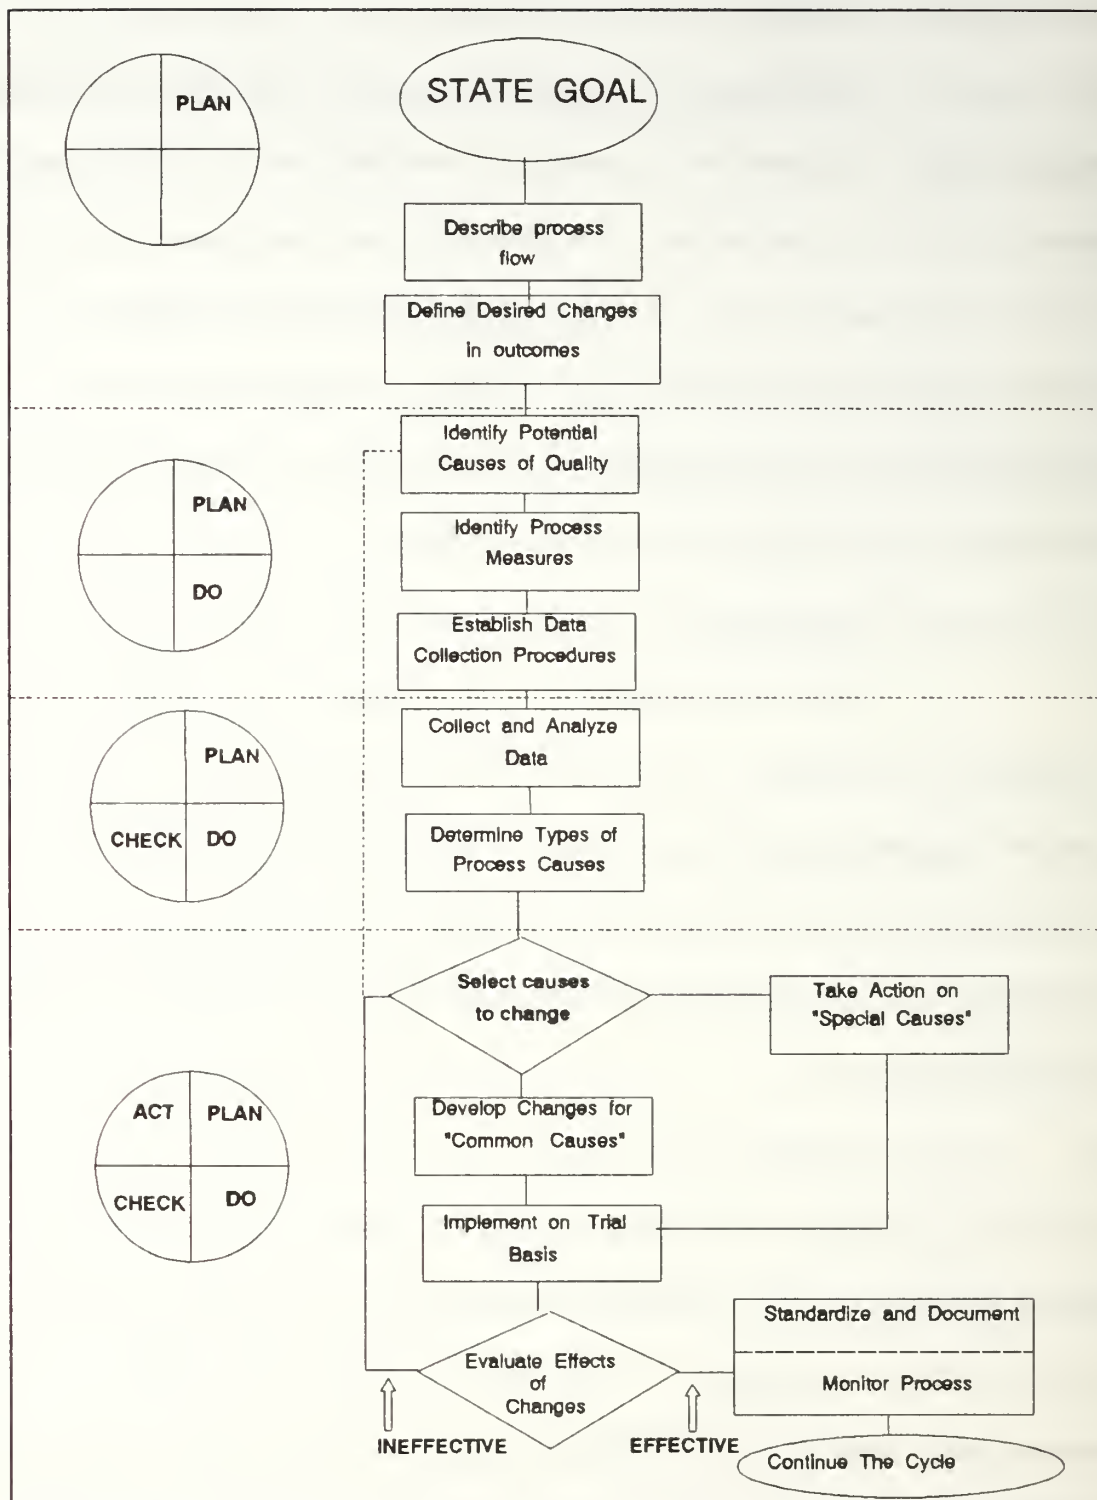 PLAN
STATE GOAL
Describe process
flow
Define Desired Changes
in outcomes
PLAN
DO
Identify Potential
Causes of Quality
Identify Process
Measures
Establish Data
Collection Procedures
PLAN
CHECK DO
Collect and Analyze
Data
Determine Types of
Process Causes
Select causes
to change
Take Action on
"Special Causes"
ACT PLAN
CHECK DO
Develop Changes for
"Common Causes"
Implement on Trial
Basis
Evaluate Effects
of
Changes
INEFFECTIVE
EFFECTIVE
Standardize and Document
Monitor Process
Continue The Cycle